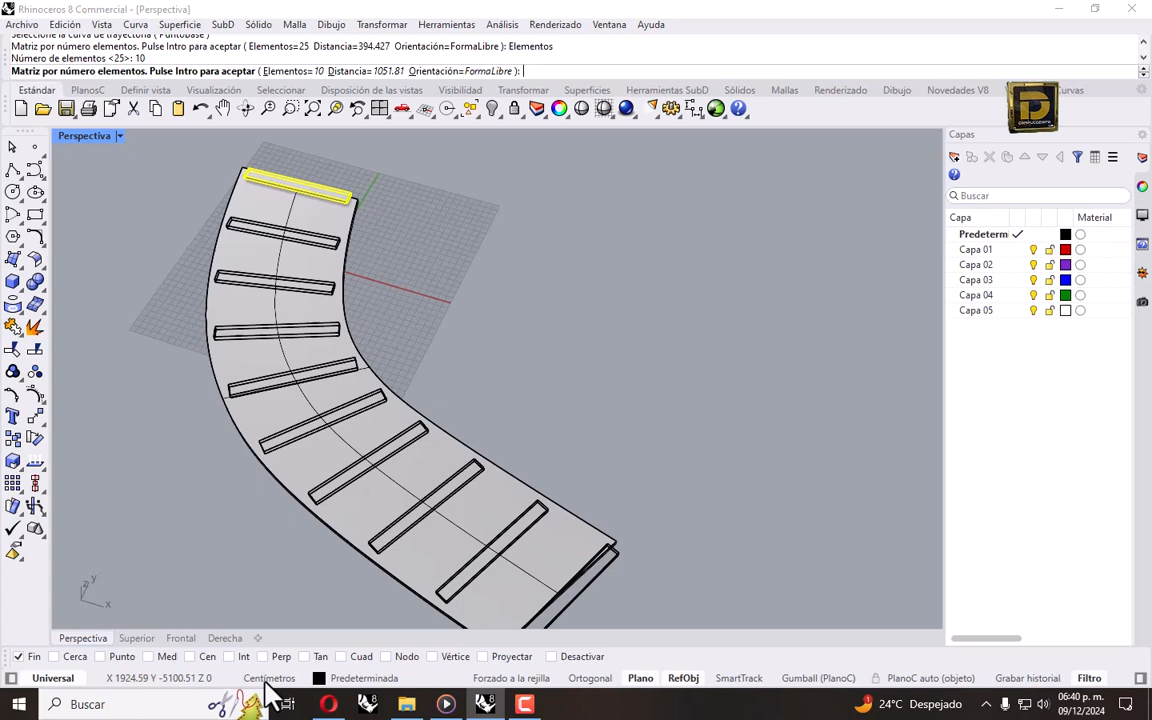 Rhinoceros 8 Commercial - [Perspectiva]
Archivo Edición Vista Curva Superficie SubD Sólido Malla Dibujo Transformar Herramientas Análisis Renderizado Ventana Ayuda
Seleccione la curva de trayectoria ( PuntoBase )
Matriz por número elementos. Pulse Intro para aceptar ( Elementos=25 Distancia=394.427 Orientación=FormaLibre ): Elementos
Número de elementos <25>: 10
Matriz por número elementos. Pulse Intro para aceptar ( Elementos=10 Distancia=1051.81 Orientación=FormaLibre ):
Estándar PlanosC Definir vista Visualización Seleccionar Disposición de las vistas Visibilidad Transformar Superficies Herramientas SubD Sólidos Mallas Renderizado Dibujo Novedades V8 Curvas
Perspectiva
Capas
Buscar
Capa Material
Predeterm
Capa 01
Capa 02
Capa 03
Capa 04
Capa 05
z y
x
Perspectiva Superior Frontal Derecha
Fin Cerca Punto Med Cen Int Perp Tan Cuad Nodo Vértice Proyectar Desactivar
Universal X 1924.59 Y -5100.51 Z 0 Centímetros Predeterminada Forzado a la rejilla Ortogonal Plano RefObj SmartTrack Gumball (PlanoC) PlanoC auto (objeto) Grabar historial Filtro
Buscar 24°C Despejado 06:40 p. m.
09/12/2024